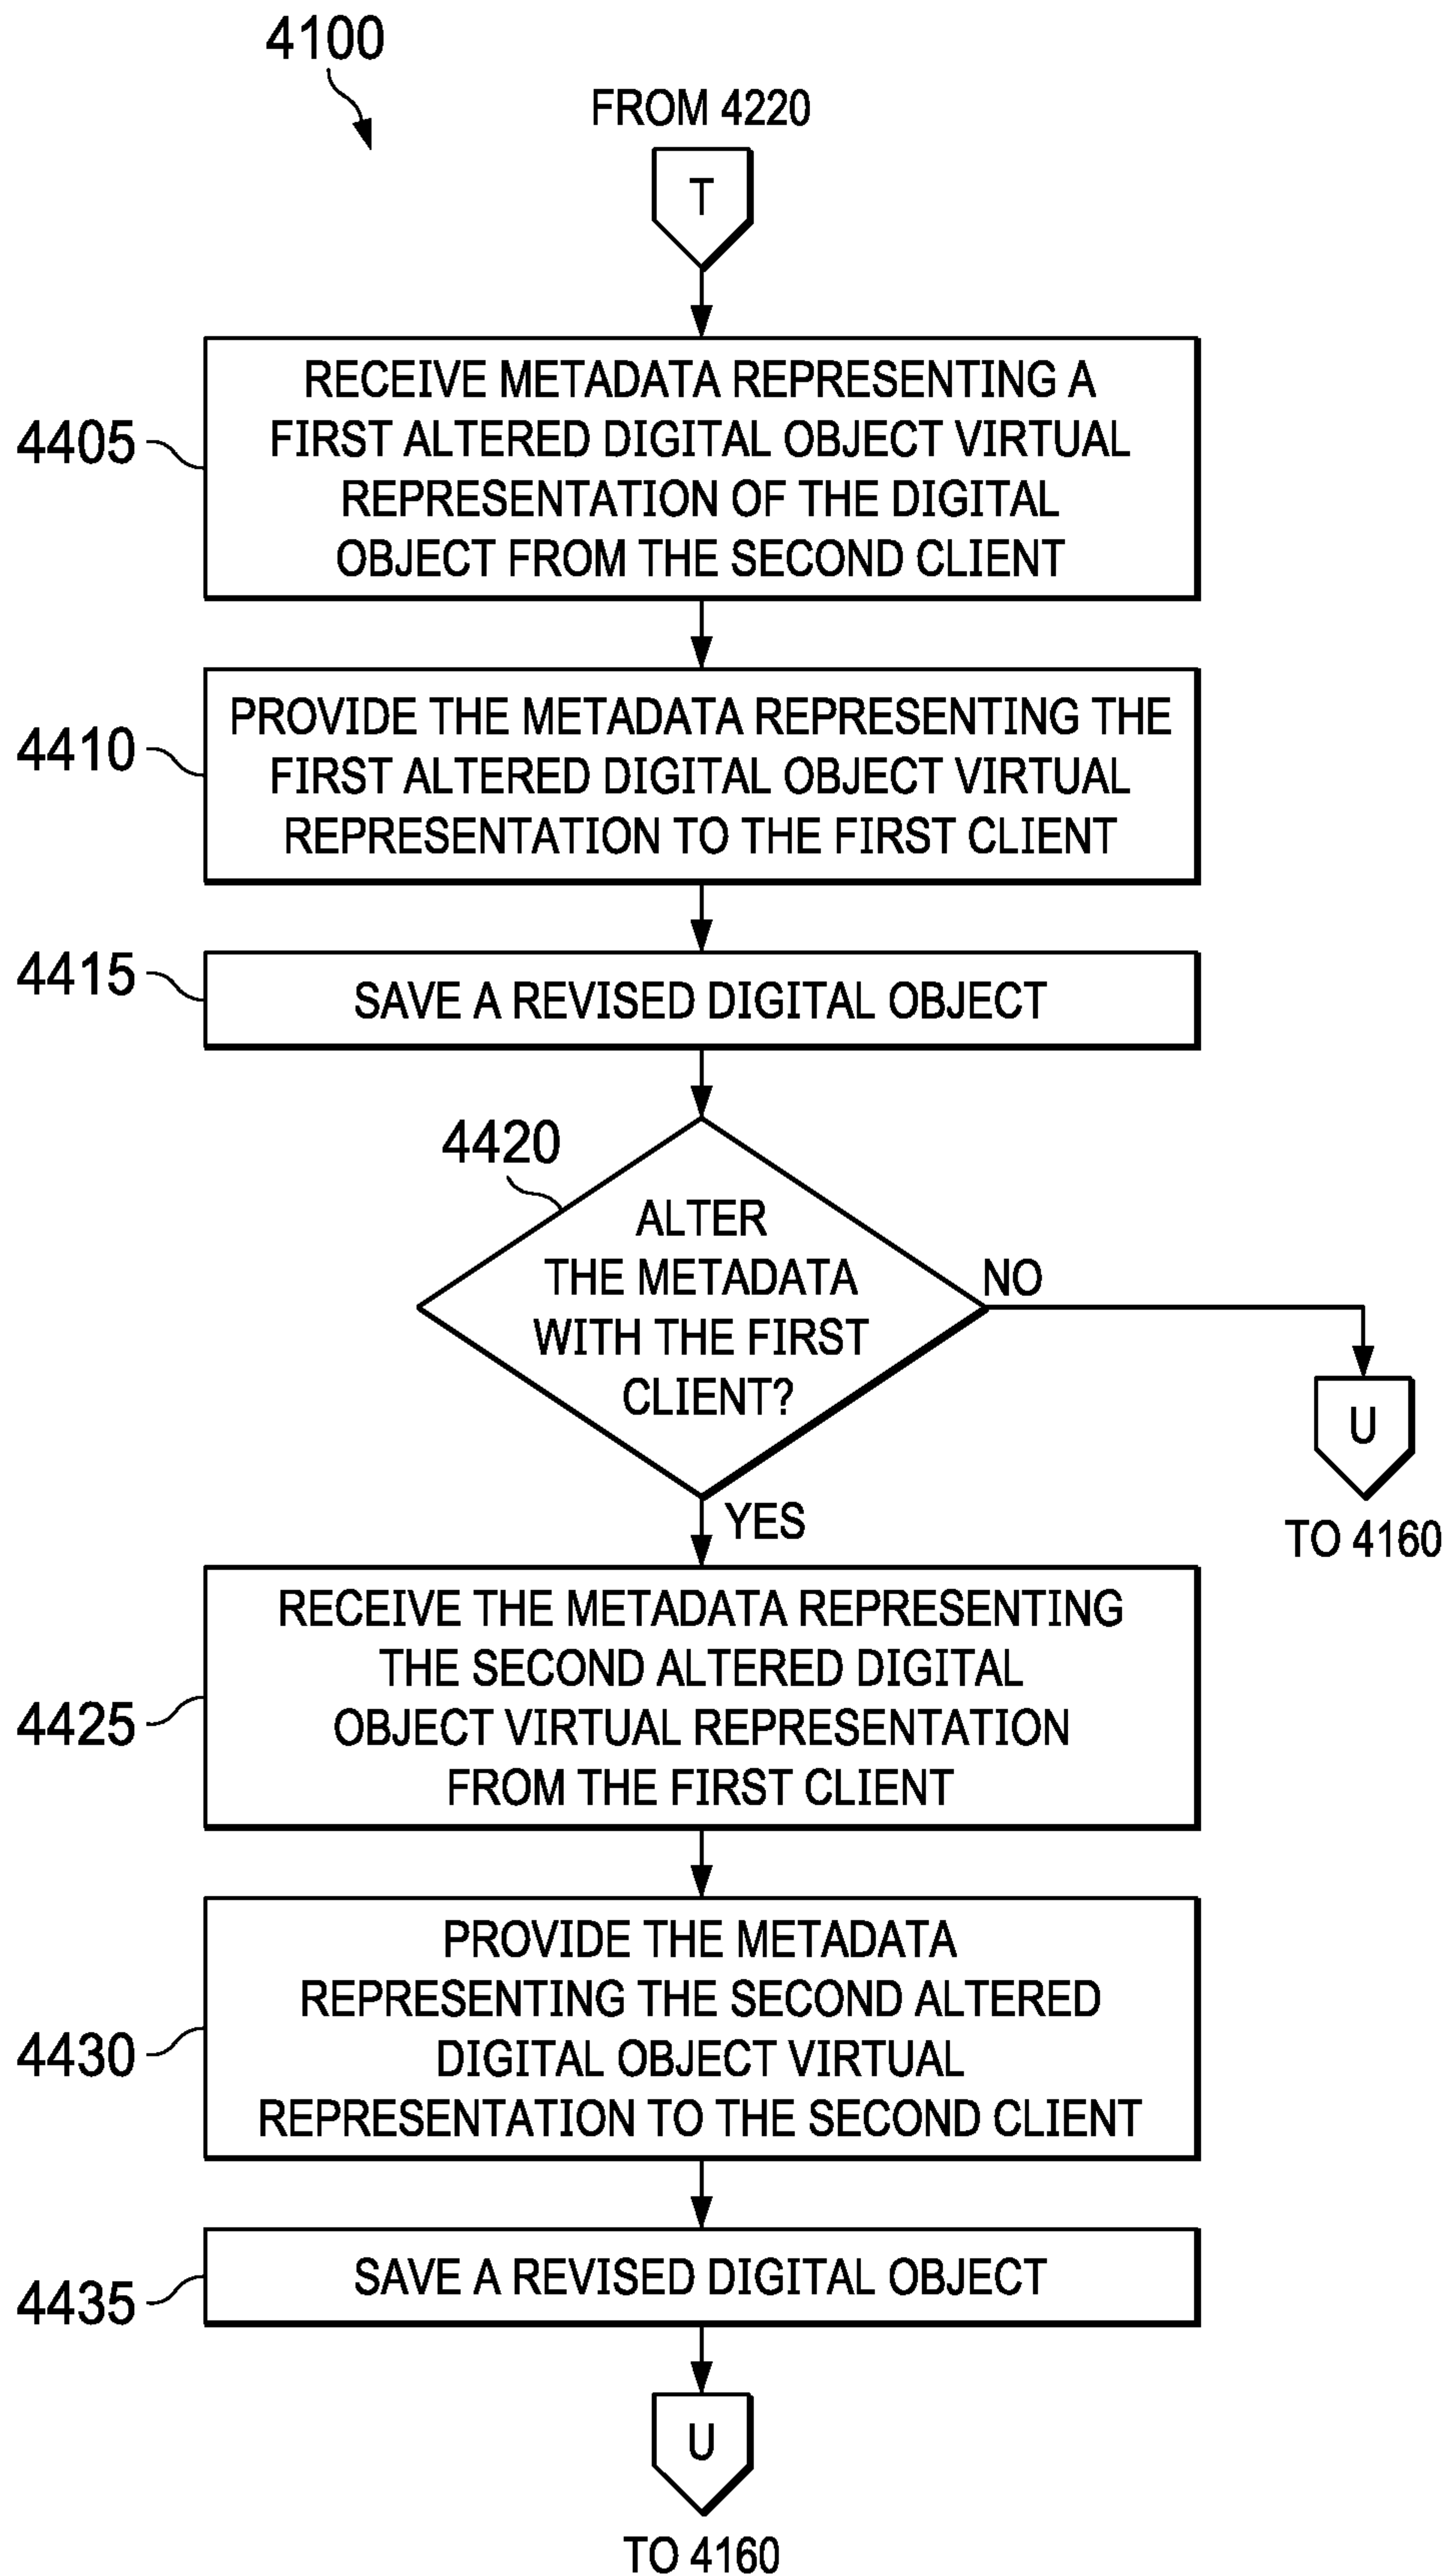 4100
FROM 4220
T
4405
RECEIVE METADATA REPRESENTING A
FIRST ALTERED DIGITAL OBJECT VIRTUAL
REPRESENTATION OF THE DIGITAL
OBJECT FROM THE SECOND CLIENT
4410
PROVIDE THE METADATA REPRESENTING THE
FIRST ALTERED DIGITAL OBJECT VIRTUAL
REPRESENTATION TO THE FIRST CLIENT
4415
SAVE A REVISED DIGITAL OBJECT
4420
ALTER
THE METADATA
WITH THE FIRST
CLIENT?
NO
U
TO 4160
YES
4425
RECEIVE THE METADATA REPRESENTING
THE SECOND ALTERED DIGITAL
OBJECT VIRTUAL REPRESENTATION
FROM THE FIRST CLIENT
4430
PROVIDE THE METADATA
REPRESENTING THE SECOND ALTERED
DIGITAL OBJECT VIRTUAL
REPRESENTATION TO THE SECOND CLIENT
4435
SAVE A REVISED DIGITAL OBJECT
U
TO 4160